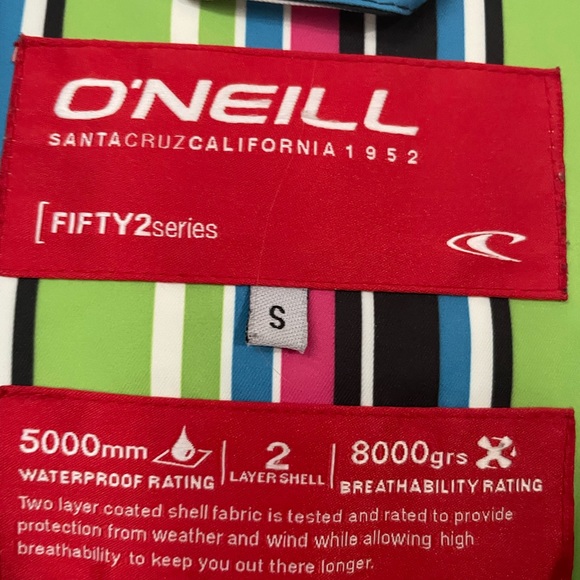 O'NEILL
SANTACRUZCALIFORNIA 1952
[FIFTY2series
S
5000mm
WATERPROOF RATING
2
LAYER SHELL
8000grs
BREATHABILITY RATING
Two layer coated shell fabric is tested and rated to provide
protection from weather and wind while allowing high
breathability to keep you out there longer.